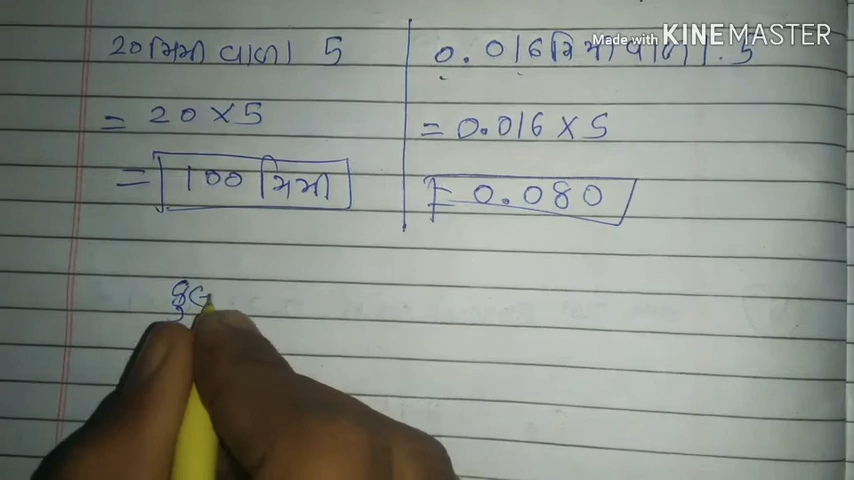 Made with KINEMASTER
20 મિમી વાળા 5
= 20 × 5
= 100 મિમી
0.016 મિમી વાળા 5
= 0.016 × 5
= 0.080
કુલ